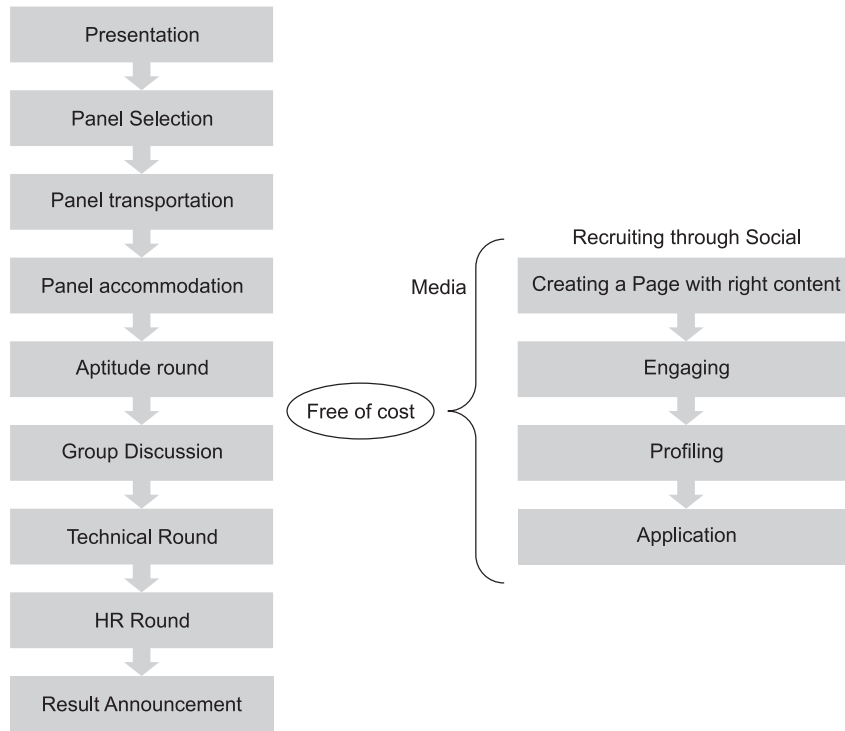 Presentation
Panel Selection
Panel transportation
Panel accommodation
Aptitude round
Group Discussion
Technical Round
HR Round
Result Announcement
Free of cost
Media
Recruiting through Social
Creating a Page with right content
Engaging
Profiling
Application